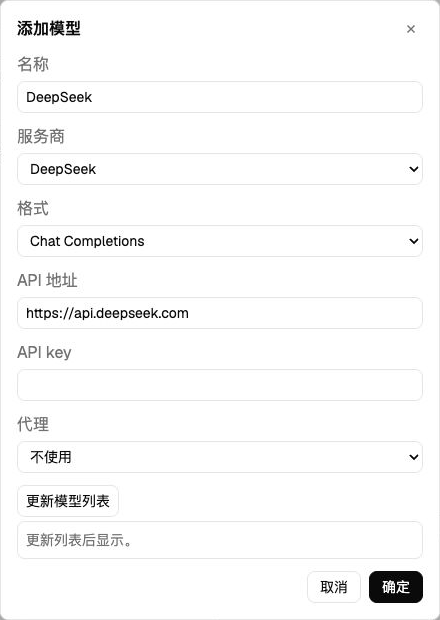 添加模型
×
名称
DeepSeek
服务商
DeepSeek
格式
Chat Completions
API 地址
https://api.deepseek.com
API key
代理
不使用
更新模型列表
更新列表后显示。
取消 确定